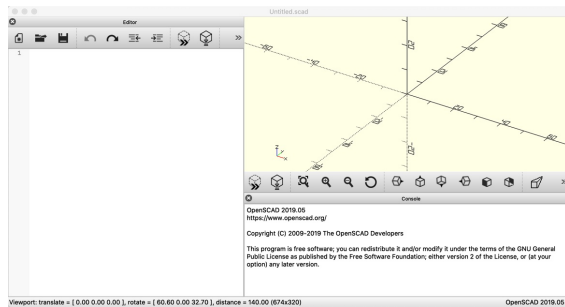 Untitled.scad
Editor
1
Console
OpenSCAD 2019.05
https://www.openscad.org/
Copyright (C) 2009-2019 The OpenSCAD Developers
This program is free software; you can redistribute it and/or modify it under the terms of the GNU General
Public License as published by the Free Software Foundation; either version 2 of the License, or (at your
option) any later version.
Viewport: translate = [ 0.00 0.00 0.00 ], rotate = [ 60.60 0.00 32.70 ], distance = 140.00 (674x320)
OpenSCAD 2019.05